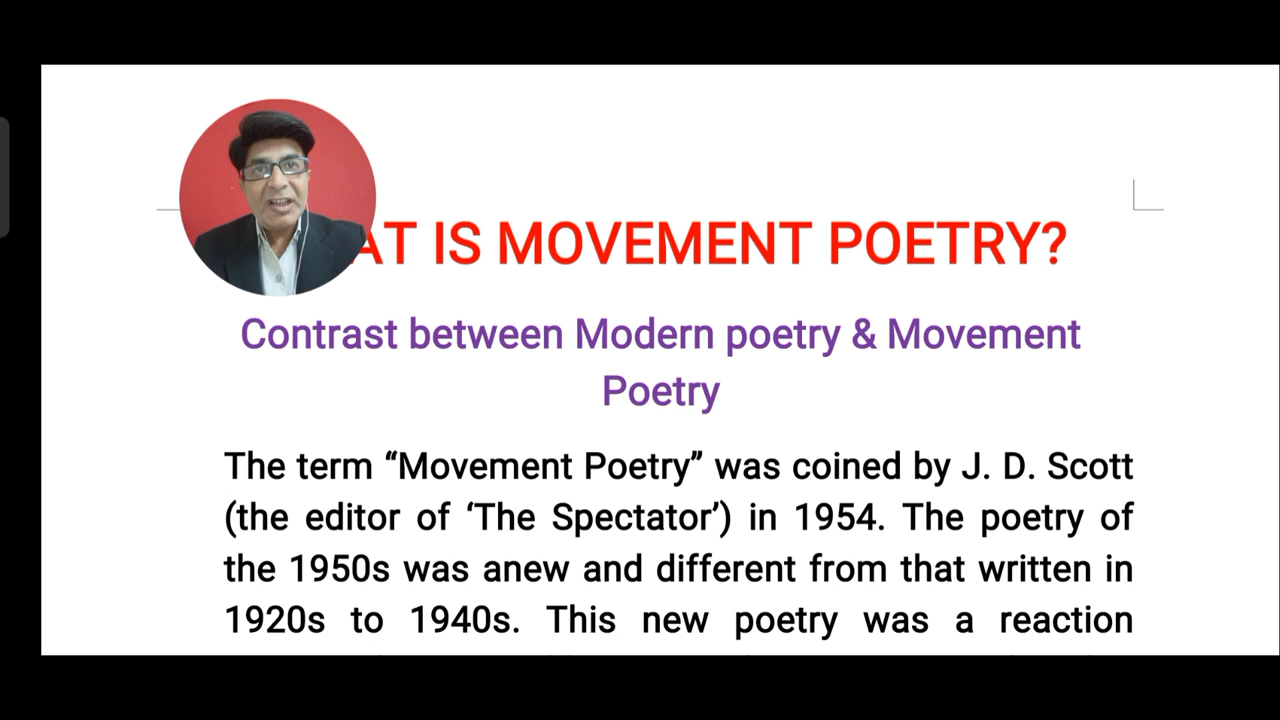 AT IS MOVEMENT POETRY?
Contrast between Modern poetry & Movement
Poetry
The term “Movement Poetry” was coined by J. D. Scott
(the editor of ‘The Spectator’) in 1954. The poetry of
the 1950s was anew and different from that written in
1920s to 1940s. This new poetry was a reaction